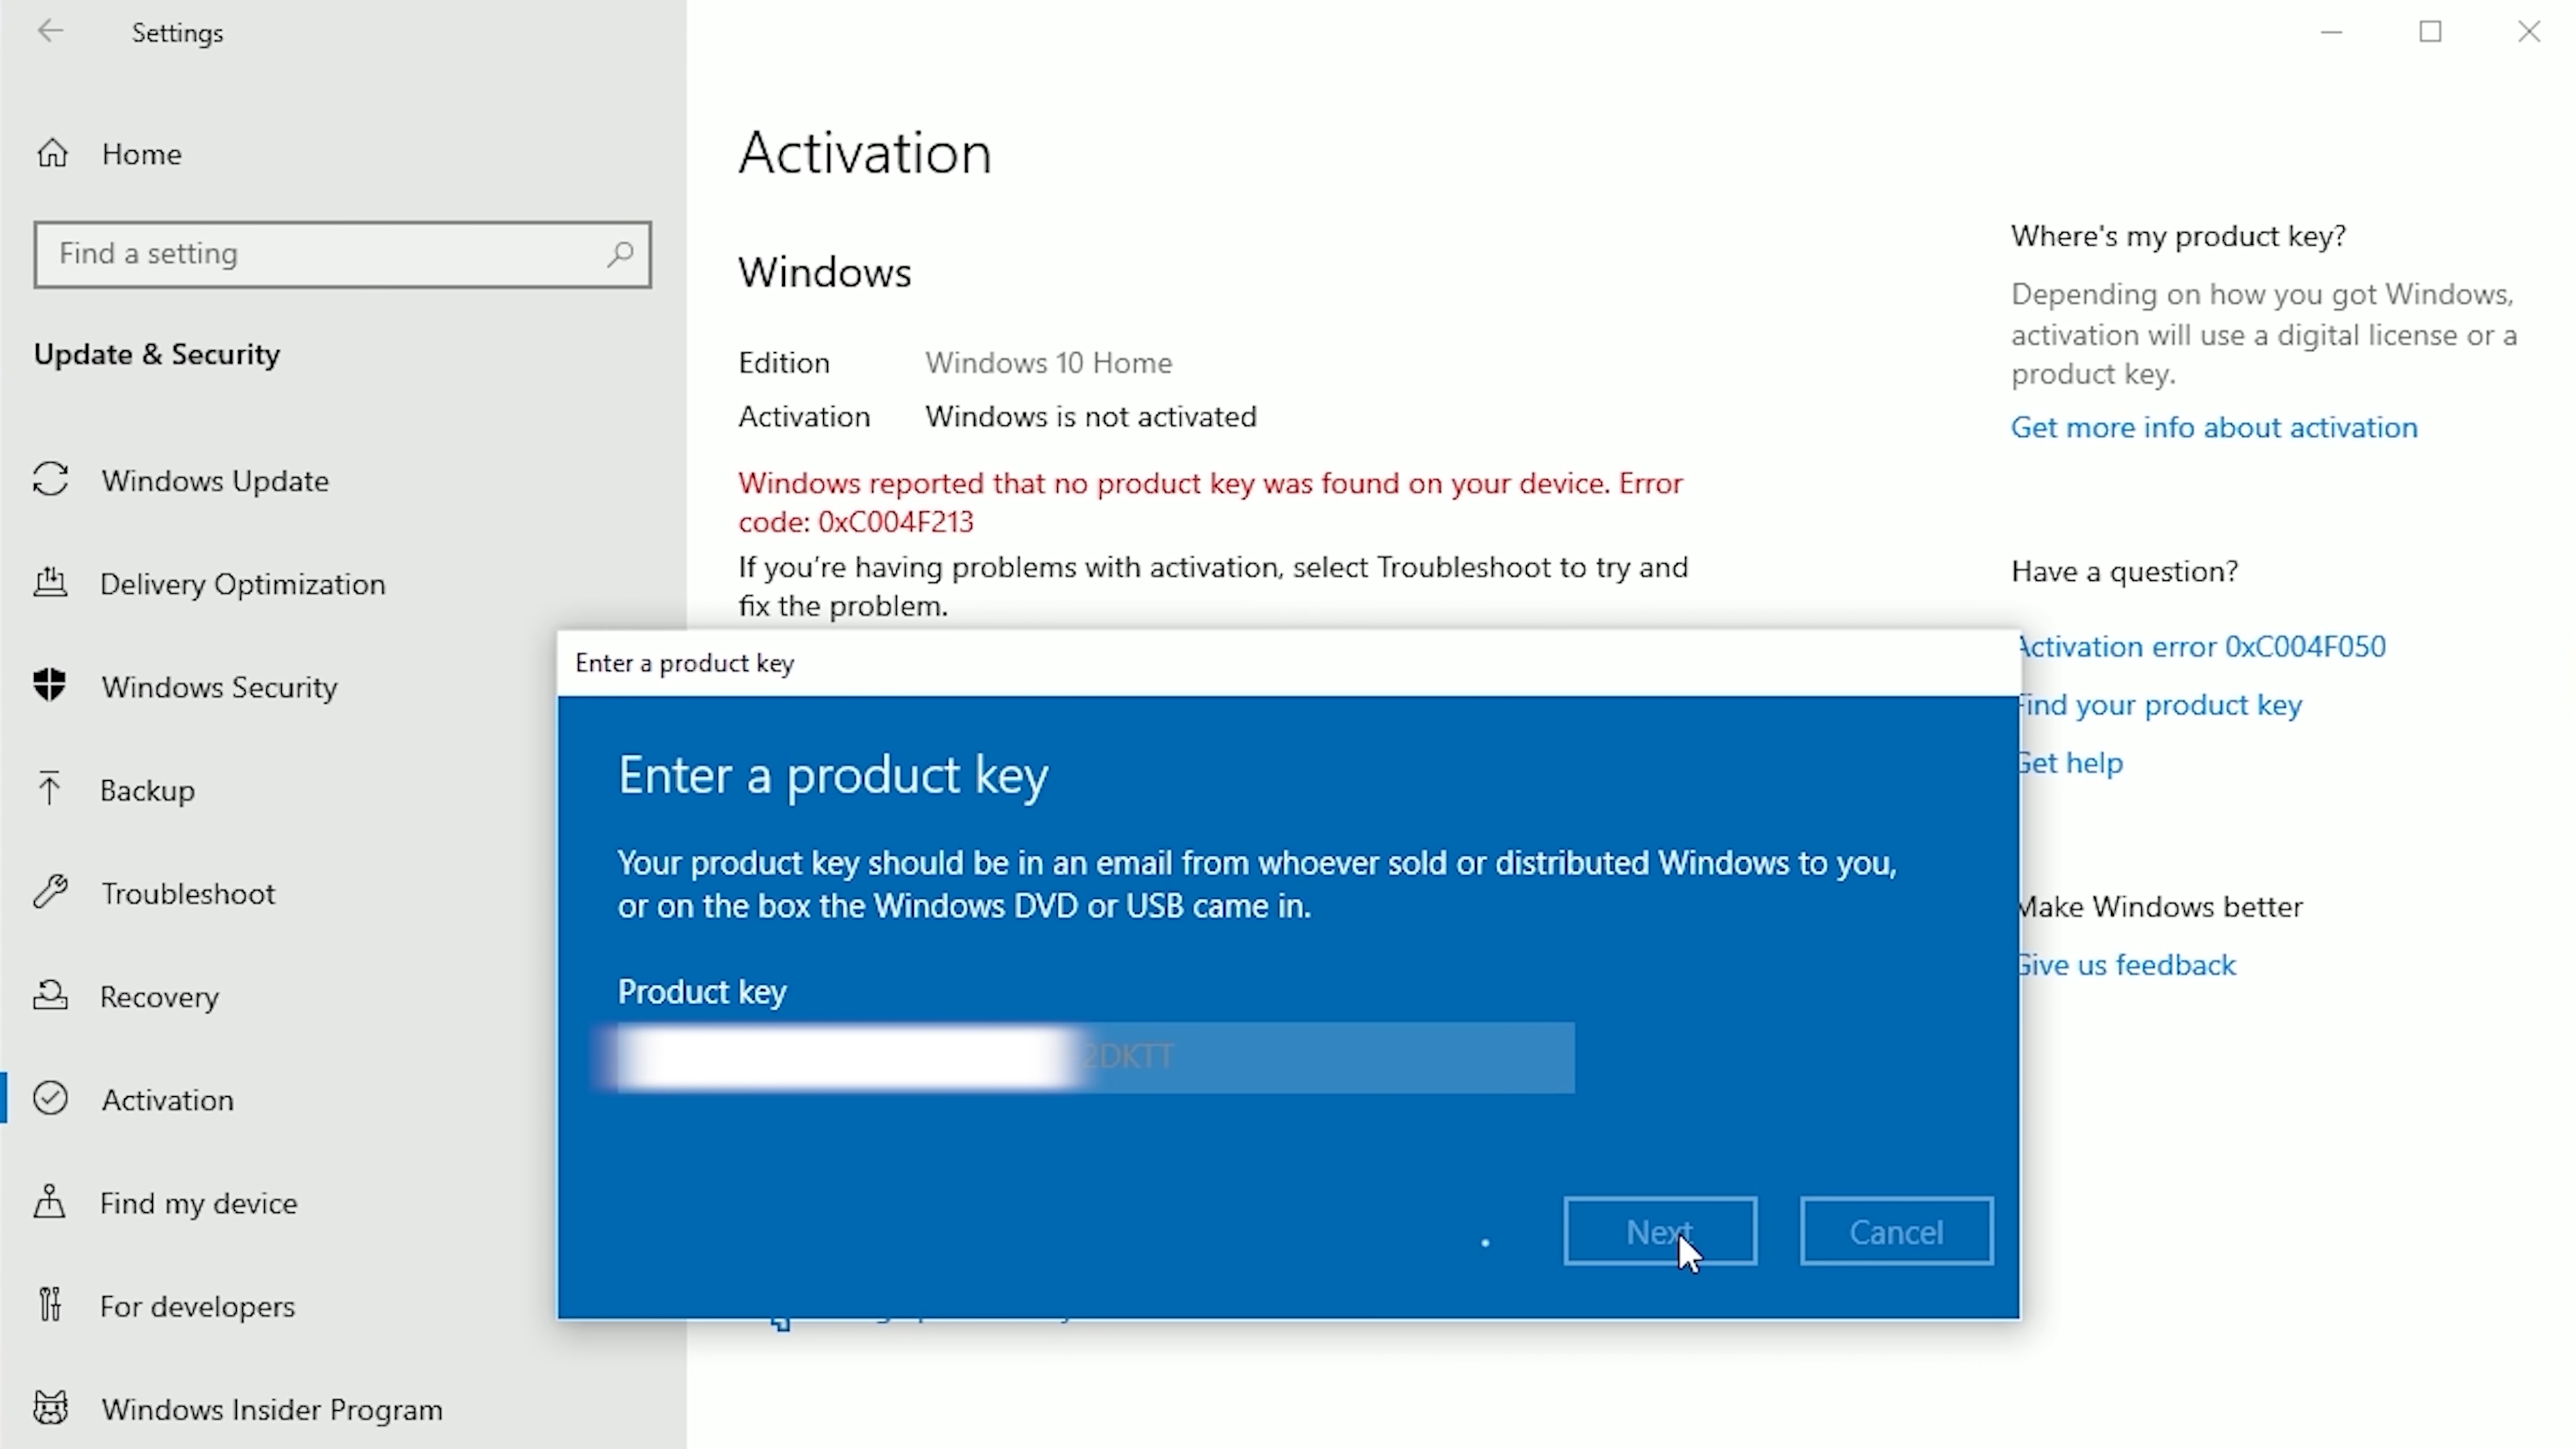 Settings
Home
Find a setting
Update & Security
Windows Update
Delivery Optimization
Windows Security
Backup
Troubleshoot
Recovery
Activation
Find my device
For developers
Windows Insider Program
Activation
Windows
Edition Windows 10 Home
Activation Windows is not activated
Windows reported that no product key was found on your device. Error
code: 0xC004F213
If you're having problems with activation, select Troubleshoot to try and
fix the problem.
Enter a product key
Enter a product key
Your product key should be in an email from whoever sold or distributed Windows to you,
or on the box the Windows DVD or USB came in.
Product key
2DKTT
Next
Cancel
Where's my product key?
Depending on how you got Windows,
activation will use a digital license or a
product key.
Get more info about activation
Have a question?
Activation error 0xC004F050
Find your product key
Get help
Make Windows better
Give us feedback